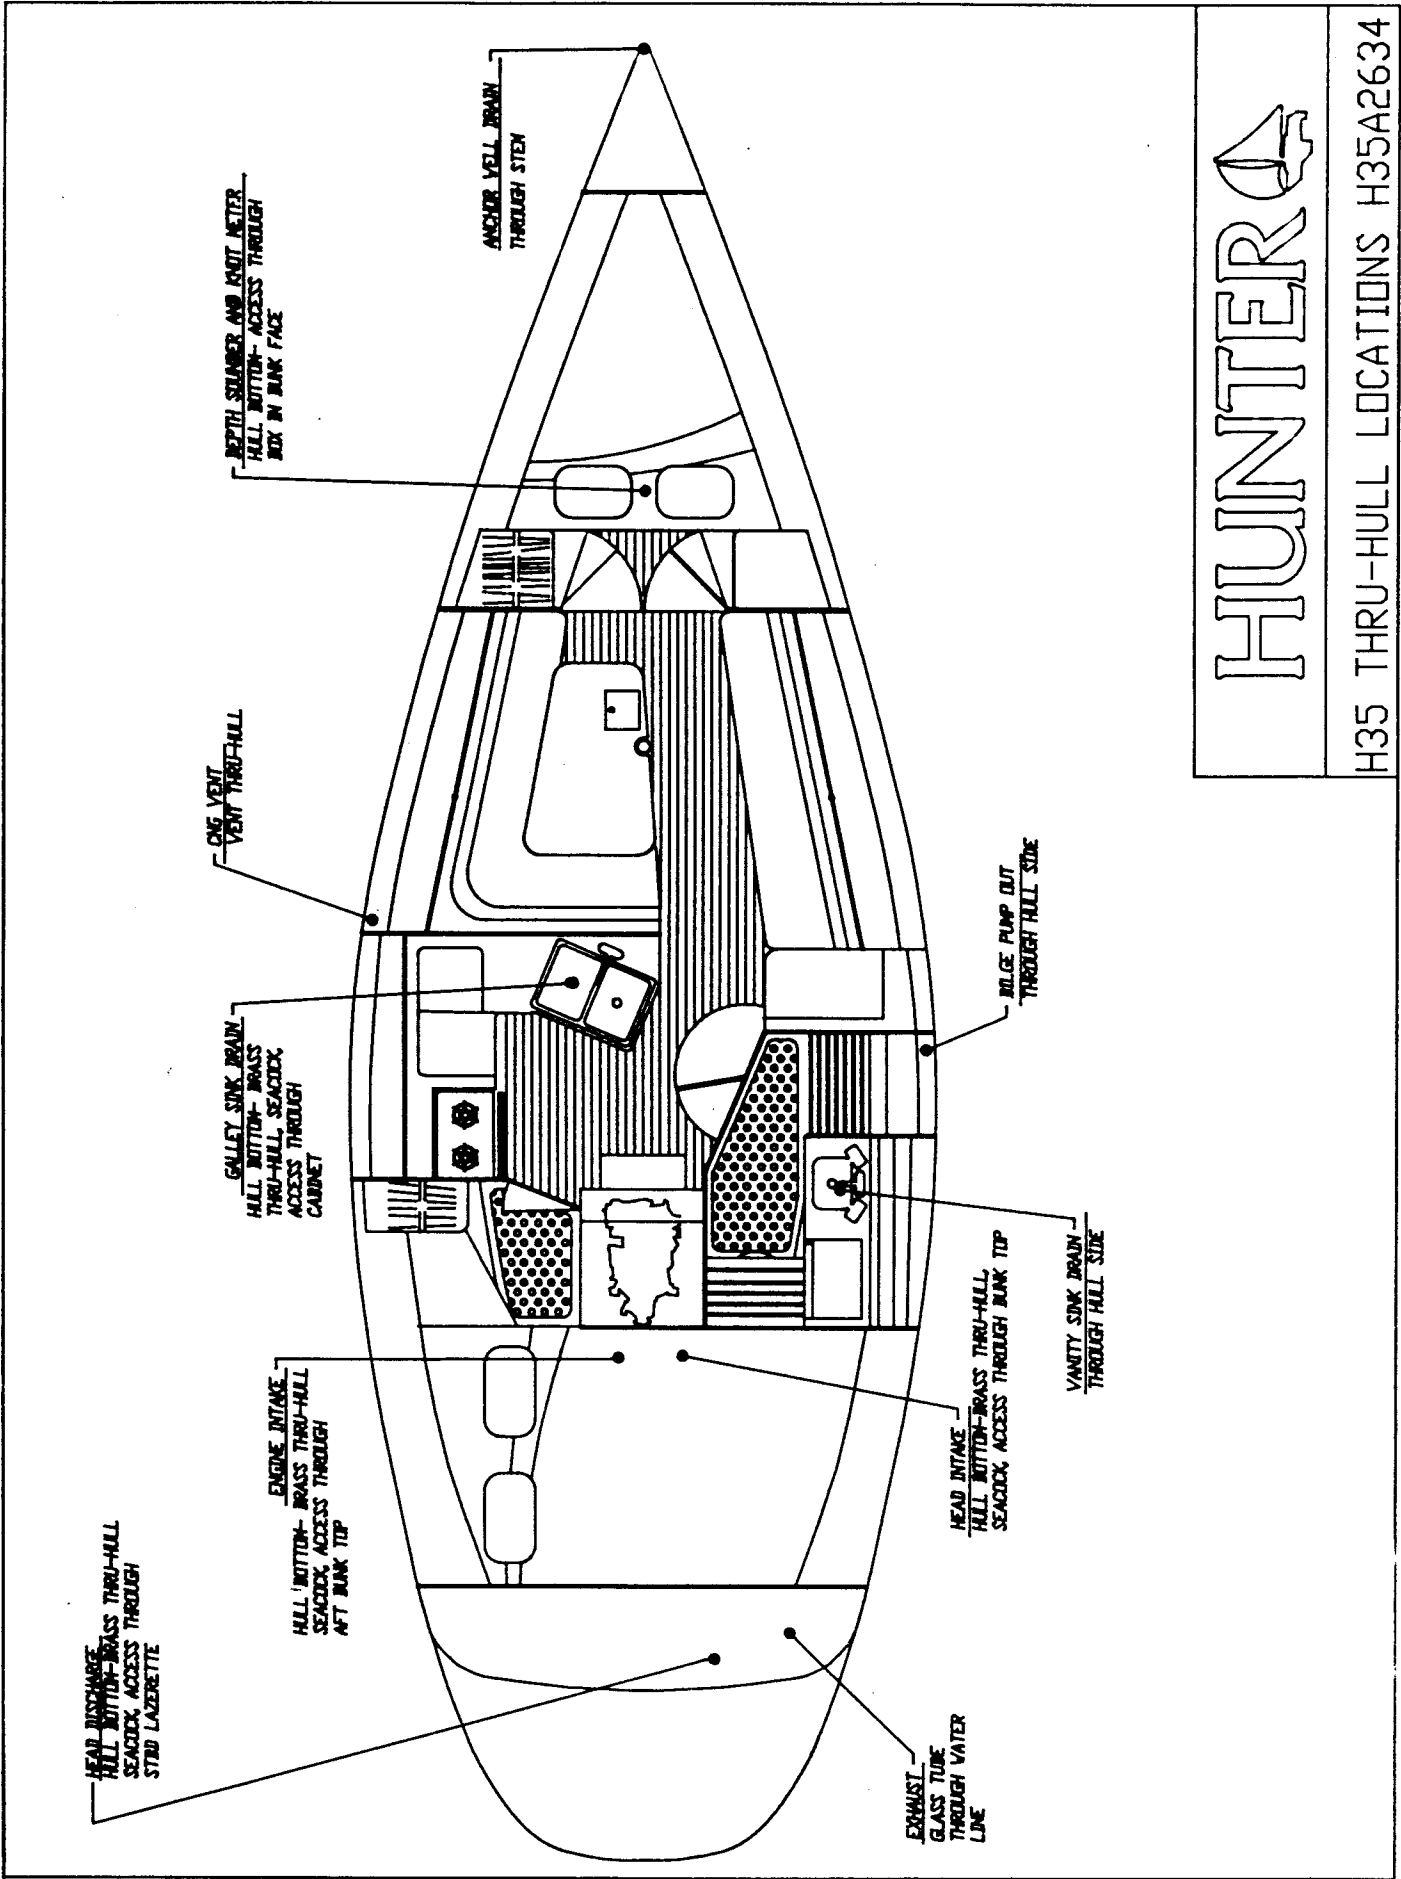 HEAD DISCHARGE
HULL BOTTOM-BRASS THRU-HULL
SEACOCK, ACCESS THROUGH
STBD LAZERETTE
ENGINE INTAKE
HULL BOTTOM- BRASS THRU-HULL
SEACOCK, ACCESS THROUGH
AFT BUNK TOP
GALLEY SINK DRAIN
HULL BOTTOM- BRASS
THRU-HULL, SEACOCK,
ACCESS THROUGH
CABINET
CNG VENT
VENT THRU-HULL
DEPTH SOUNDER AND KNOT METER
HULL BOTTOM- ACCESS THROUGH
BOX IN BUNK FACE
ANCHOR WELL DRAIN
THROUGH STEM
EXHAUST
GLASS TUBE
THROUGH WATER
LINE
HEAD INTAKE
HULL BOTTOM-BRASS THRU-HULL,
SEACOCK, ACCESS THROUGH BUNK TOP
VANITY SINK DRAIN
THROUGH HULL SIDE
BILGE PUMP OUT
THROUGH HULL SIDE
HUNTER
H35 THRU-HULL LOCATIONS H35A2634